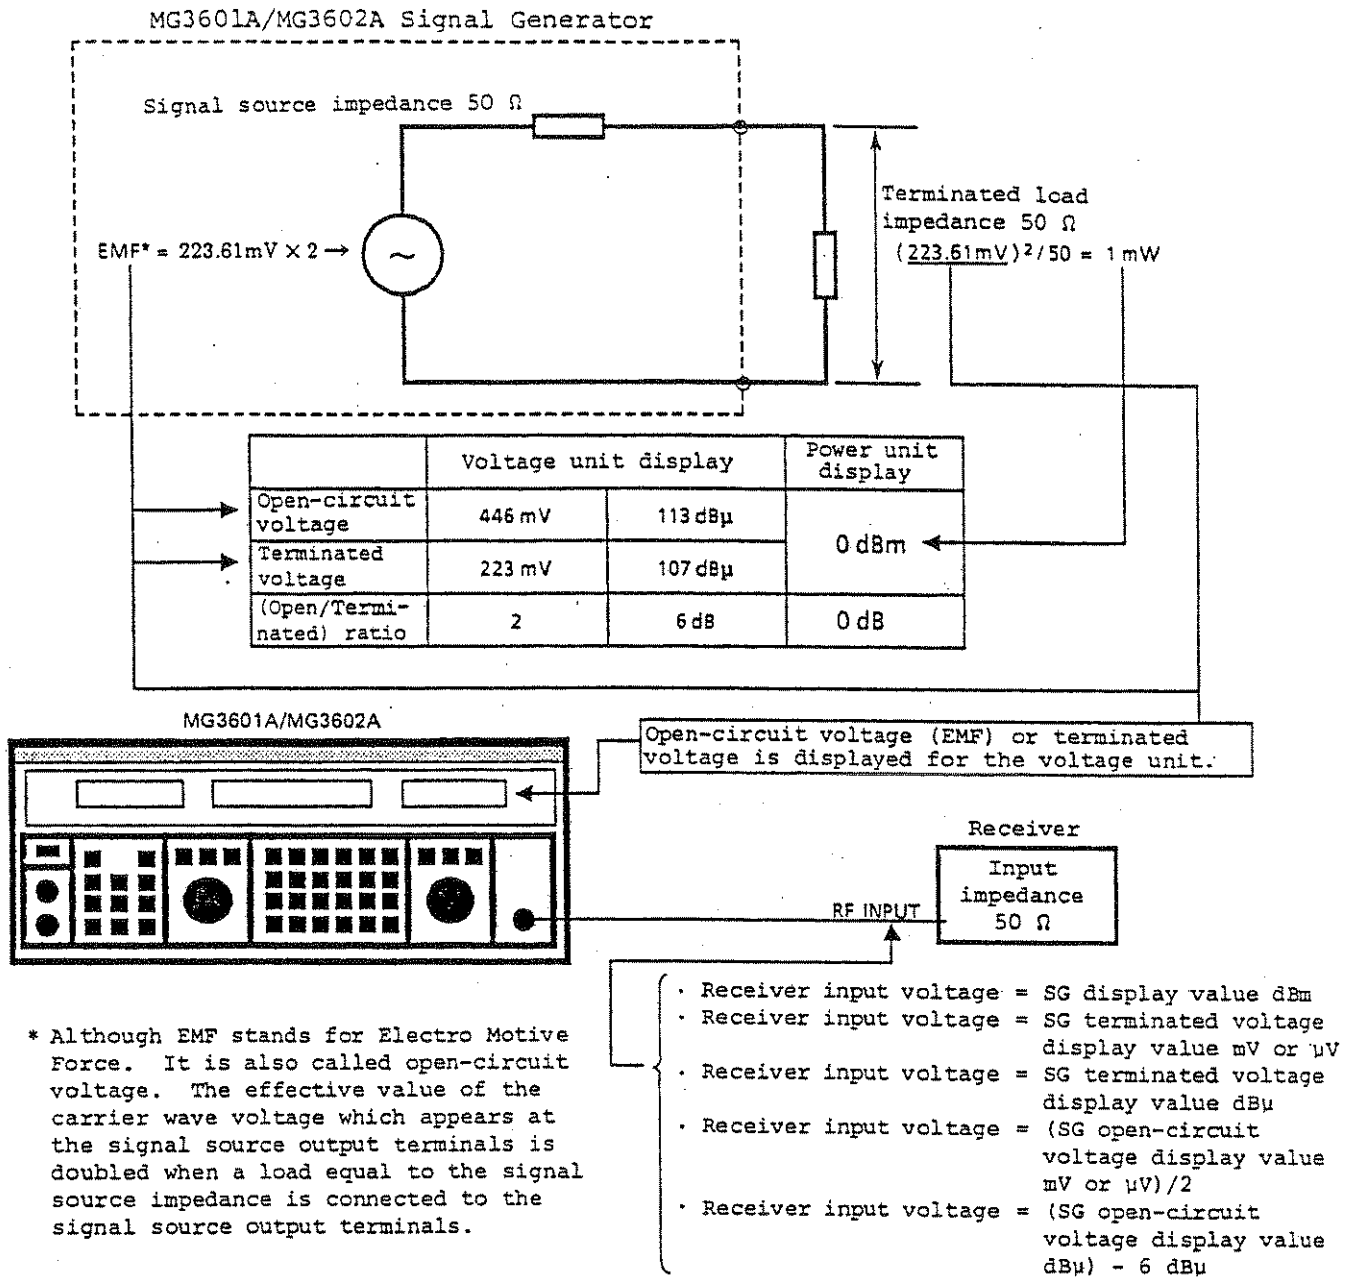 MG3601A/MG3602A Signal Generator
Signal source impedance 50 Ω
EMF* = 223.61mV × 2 →
~
Terminated load
impedance 50 Ω
(223.61mV)²/50 = 1mW
Voltage unit display
Power unit
display
Open-circuit
voltage
446 mV
113 dBμ
0 dBm
Terminated
voltage
223 mV
107 dBμ
(Open/Termi-
nated) ratio
2
6 dB
0 dB
MG3601A/MG3602A
Open-circuit voltage (EMF) or terminated
voltage is displayed for the voltage unit.
Receiver
Input
impedance
50 Ω
RF INPUT
· Receiver input voltage = SG display value dBm
· Receiver input voltage = SG terminated voltage
display value mV or μV
· Receiver input voltage = SG terminated voltage
display value dBμ
· Receiver input voltage = (SG open-circuit
voltage display value
mV or μV)/2
· Receiver input voltage = (SG open-circuit
voltage display value
dBμ) - 6 dBμ
* Although EMF stands for Electro Motive
Force. It is also called open-circuit
voltage. The effective value of the
carrier wave voltage which appears at
the signal source output terminals is
doubled when a load equal to the signal
source impedance is connected to the
signal source output terminals.